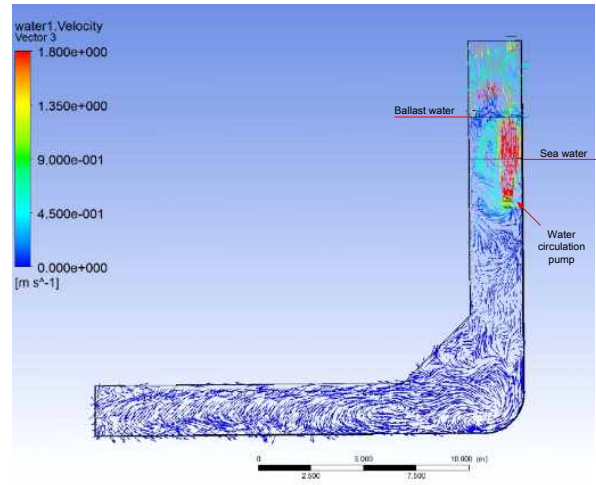 water1.Velocity
Vector 3
1.800e+000
1.350e+000
9.000e-001
4.500e-001
0.000e+000
[m s^-1]
Ballast water
Sea water
Water
circulation
pump
0 5.000 10.000 (m)
2.500 7.500